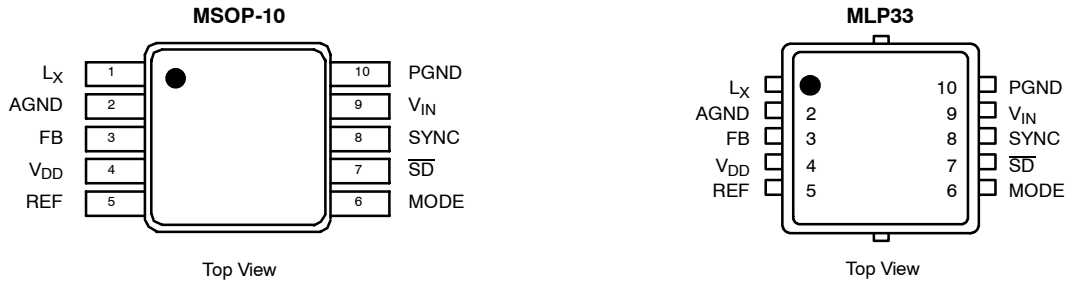 MSOP-10
LX 1 10 PGND
AGND 2 9 VIN
FB 3 8 SYNC
VDD 4 7 SD
REF 5 6 MODE
Top View
MLP33
LX 10 PGND
AGND 2 9 VIN
FB 3 8 SYNC
VDD 4 7 SD
REF 5 6 MODE
Top View